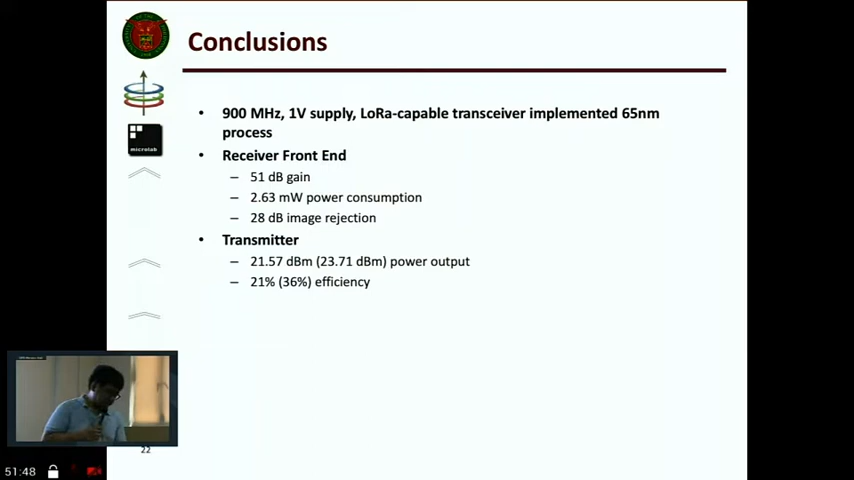 Conclusions
• 900 MHz, 1V supply, LoRa-capable transceiver implemented 65nm
process
• Receiver Front End
– 51 dB gain
– 2.63 mW power consumption
– 28 dB image rejection
• Transmitter
– 21.57 dBm (23.71 dBm) power output
– 21% (36%) efficiency
microlab
22
51:48